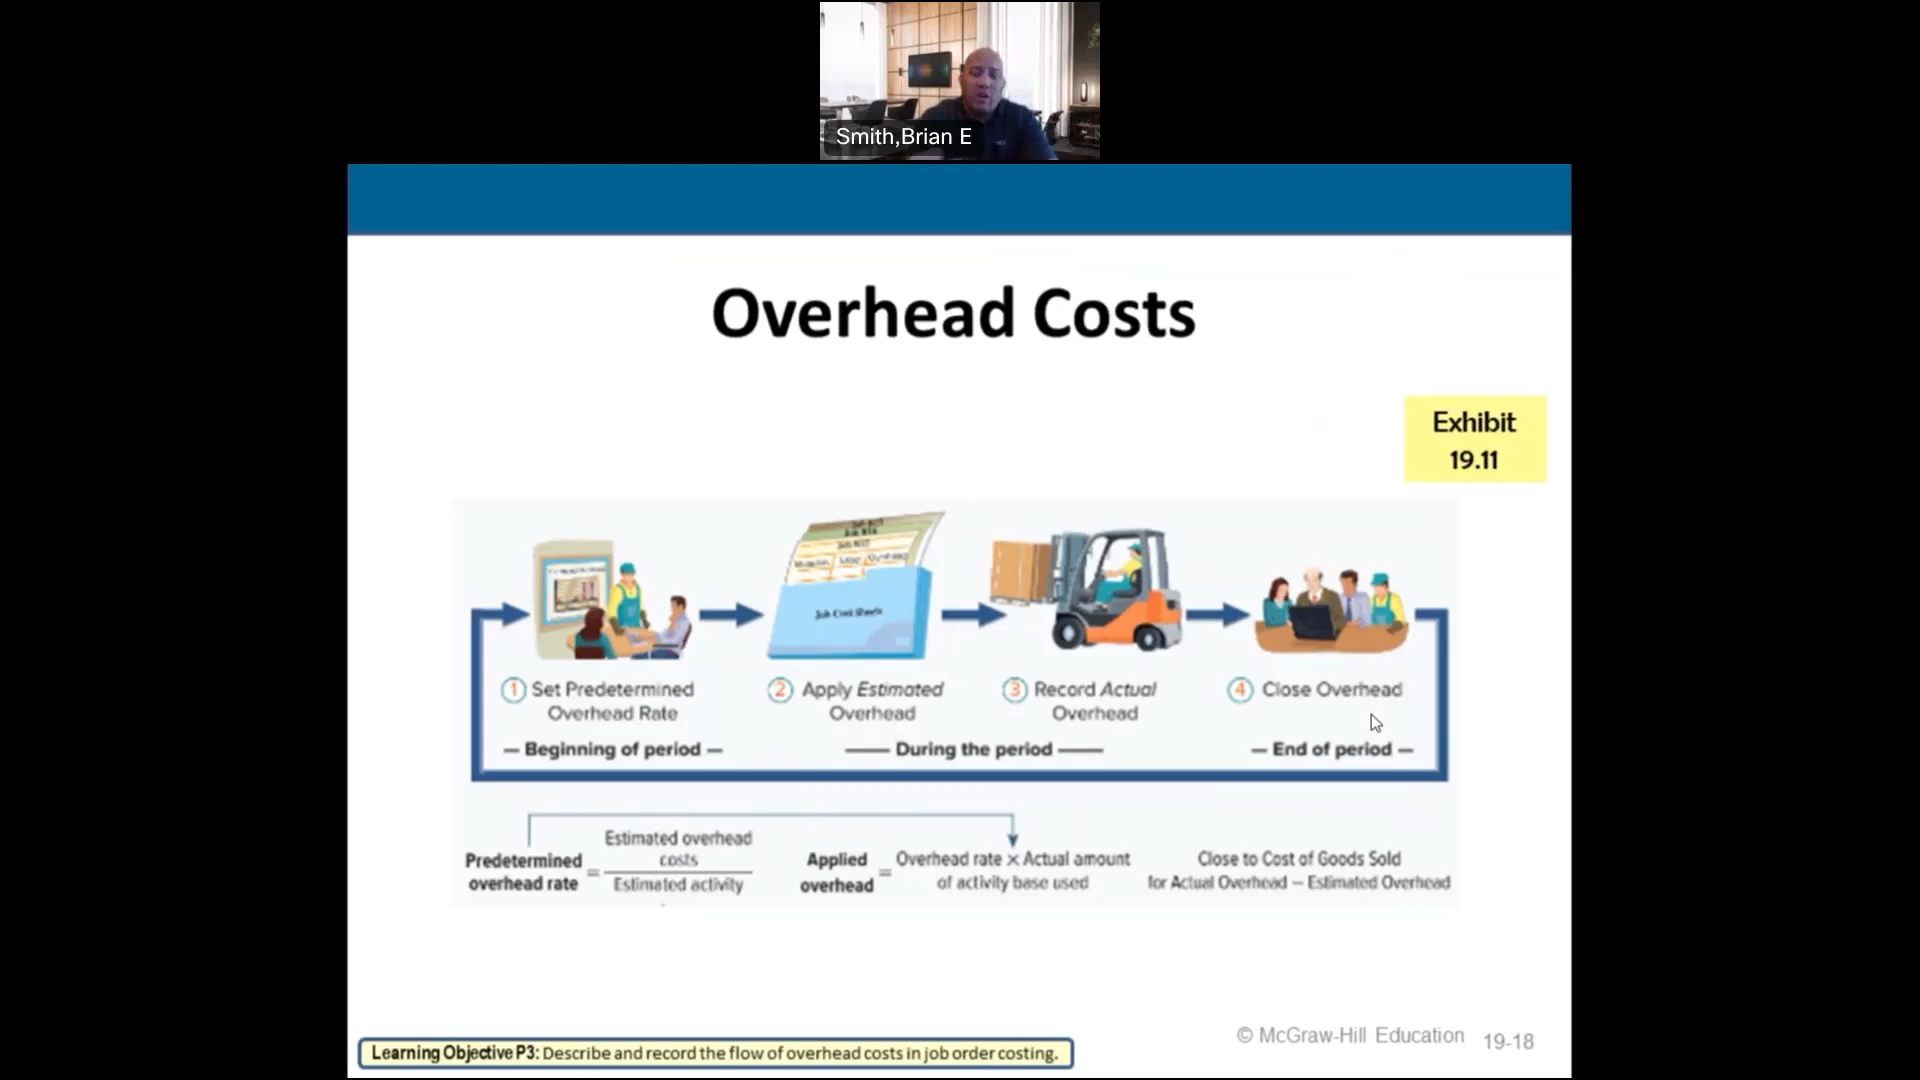 Smith,Brian E
Overhead Costs
Exhibit
19.11
Job Cost Sheets
1 Set Predetermined
Overhead Rate
2 Apply Estimated
Overhead
3 Record Actual
Overhead
4 Close Overhead
— Beginning of period —
—— During the period ——
— End of period —
Predetermined
overhead rate
=
Estimated overhead
costs
Estimated activity
Applied
overhead
=
Overhead rate × Actual amount
of activity base used
Close to Cost of Goods Sold
for Actual Overhead – Estimated Overhead
Learning Objective P3: Describe and record the flow of overhead costs in job order costing.
© McGraw-Hill Education 19-18